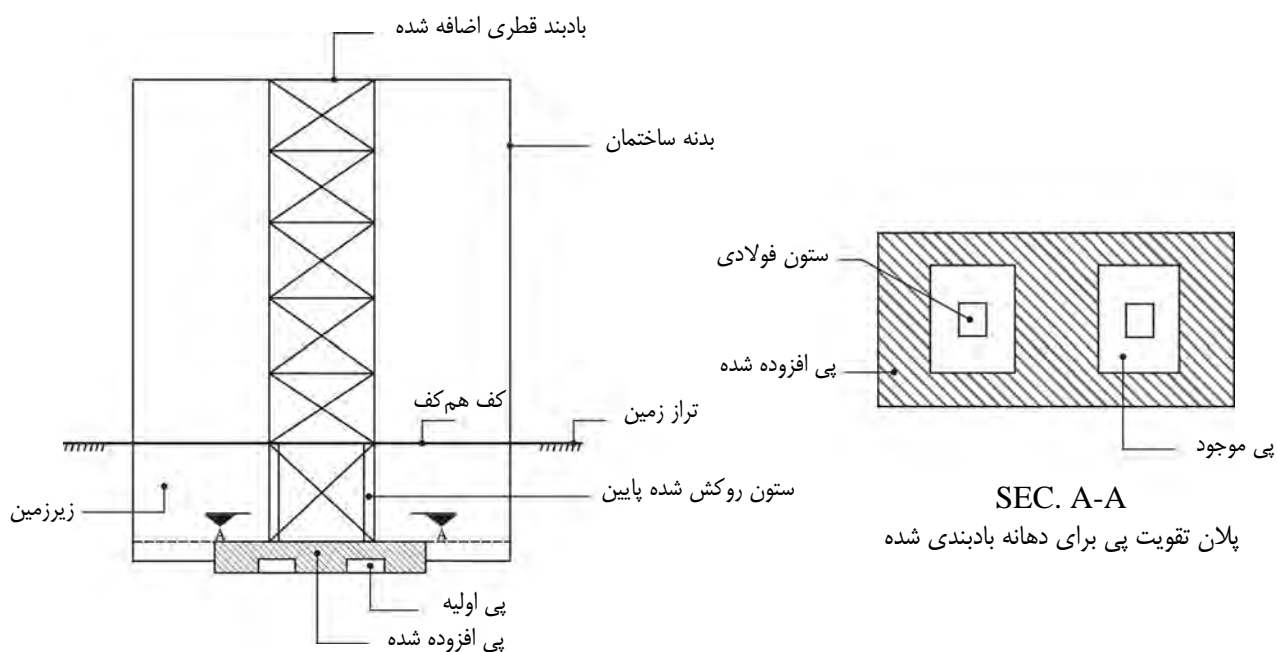 بادبند قطری اضافه شده
بدنه ساختمان
ستون فولادی
پی افزوده شده
کف هم‌کف
تراز زمین
پی موجود
ستون روکش شده پایین
زیرزمین
A
A
SEC. A-A
پلان تقویت پی برای دهانه بادبندی شده
پی اولیه
پی افزوده شده